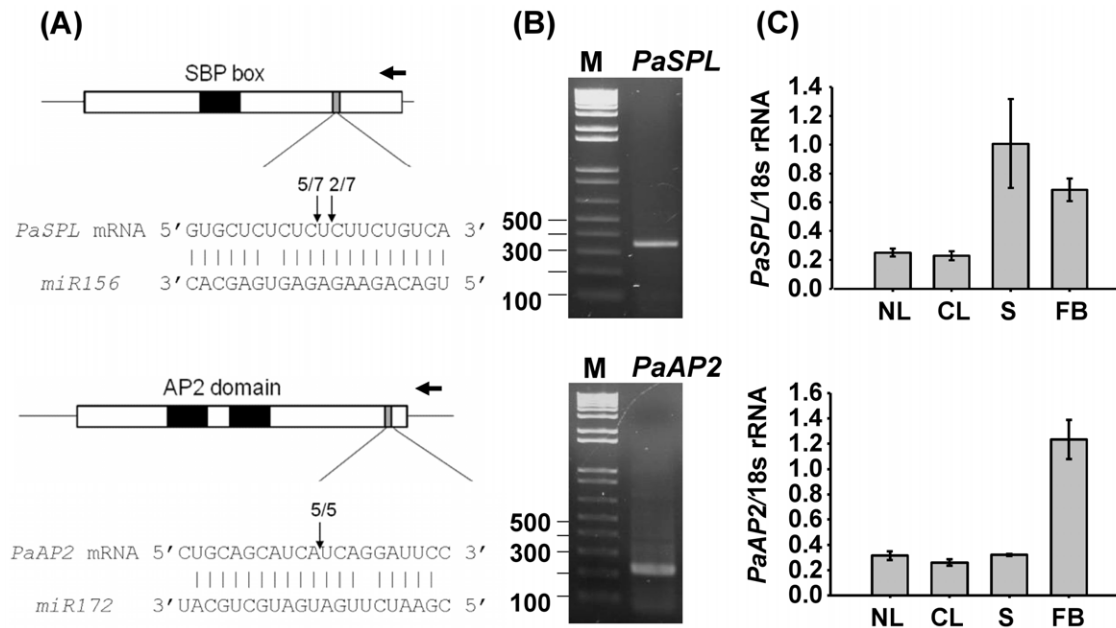 (A)
SBP box
5/7 2/7
PaSPL mRNA 5' GUGCUCUCUCUCUUCUGUCA 3'
miR156 3' CACGAGUGAGAGAAGACAGU 5'
AP2 domain
5/5
PaAP2 mRNA 5' CUGCAGCAUCAUCAGGAUUCC 3'
miR172 3' UACGUCGUAGUAGUUCUAAGC 5'
(B)
M PaSPL
500
300
100
M PaAP2
500
300
100
(C)
PaSPL/18s rRNA
1.4
1.2
1.0
0.8
0.6
0.4
0.2
0.0
NL CL S FB
PaAP2/18s rRNA
1.6
1.4
1.2
1.0
0.8
0.6
0.4
0.2
0.0
NL CL S FB